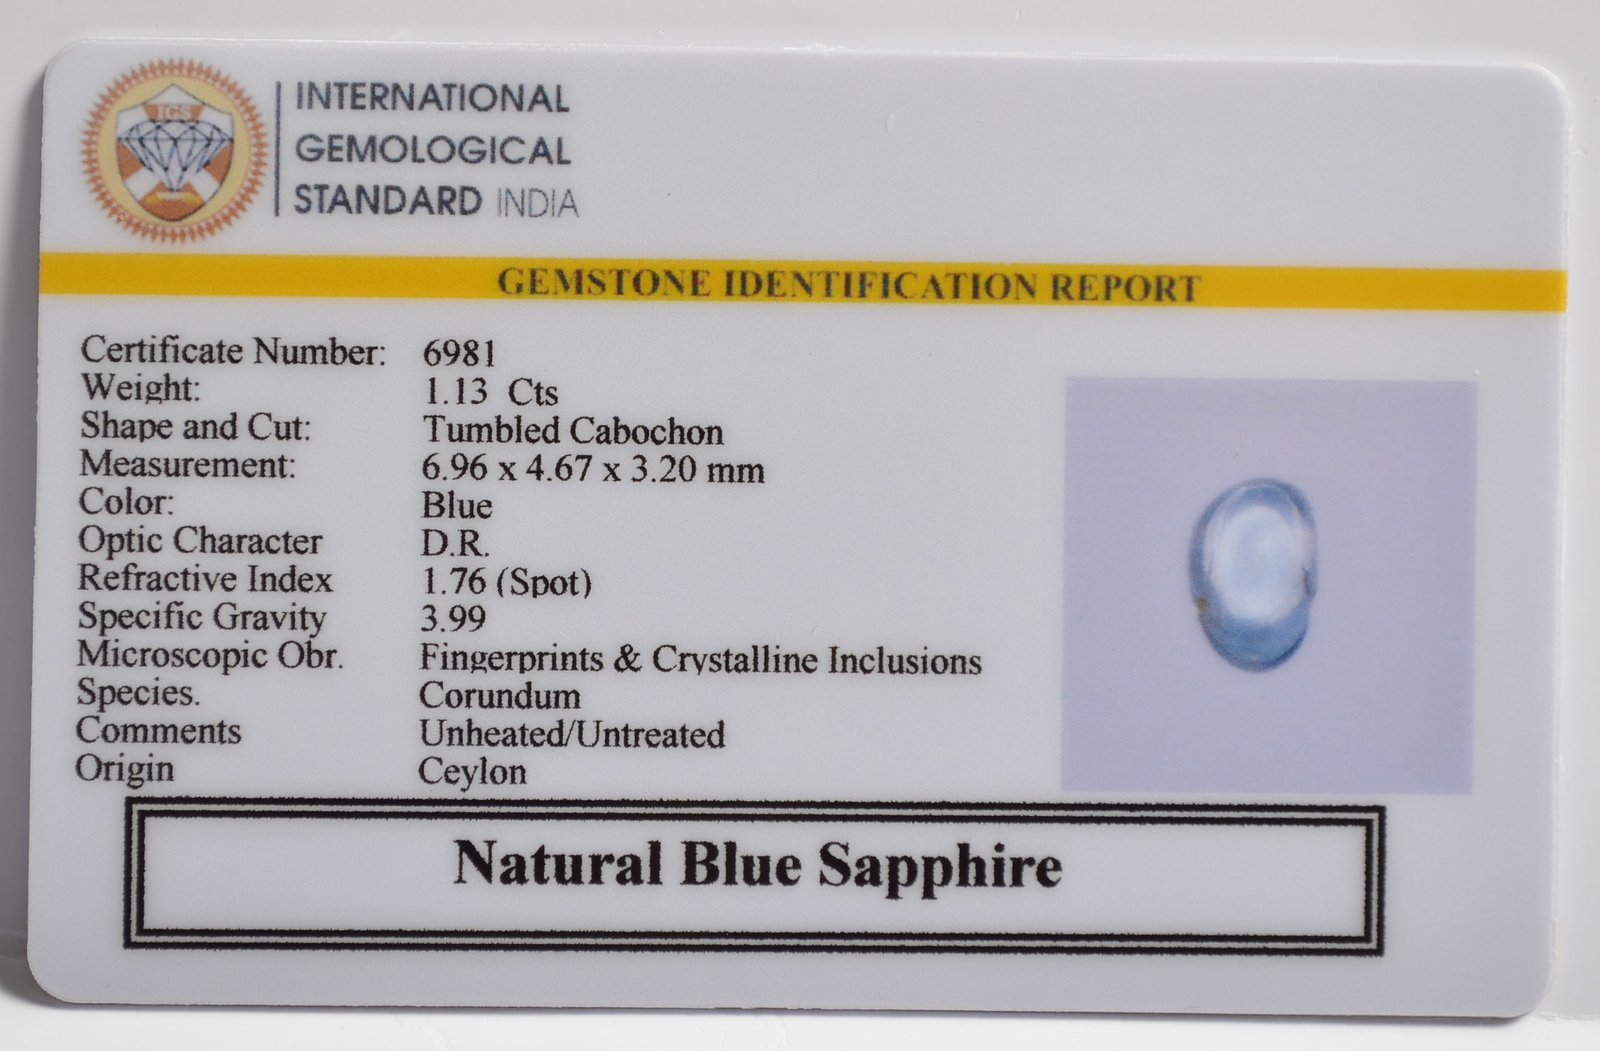 IGS
INTERNATIONAL
GEMOLOGICAL
STANDARD INDIA
GEMSTONE IDENTIFICATION REPORT
Certificate Number: 6981
Weight: 1.13 Cts
Shape and Cut: Tumbled Cabochon
Measurement: 6.96 x 4.67 x 3.20 mm
Color: Blue
Optic Character D.R.
Refractive Index 1.76 (Spot)
Specific Gravity 3.99
Microscopic Obr. Fingerprints & Crystalline Inclusions
Species. Corundum
Comments Unheated/Untreated
Origin Ceylon
Natural Blue Sapphire